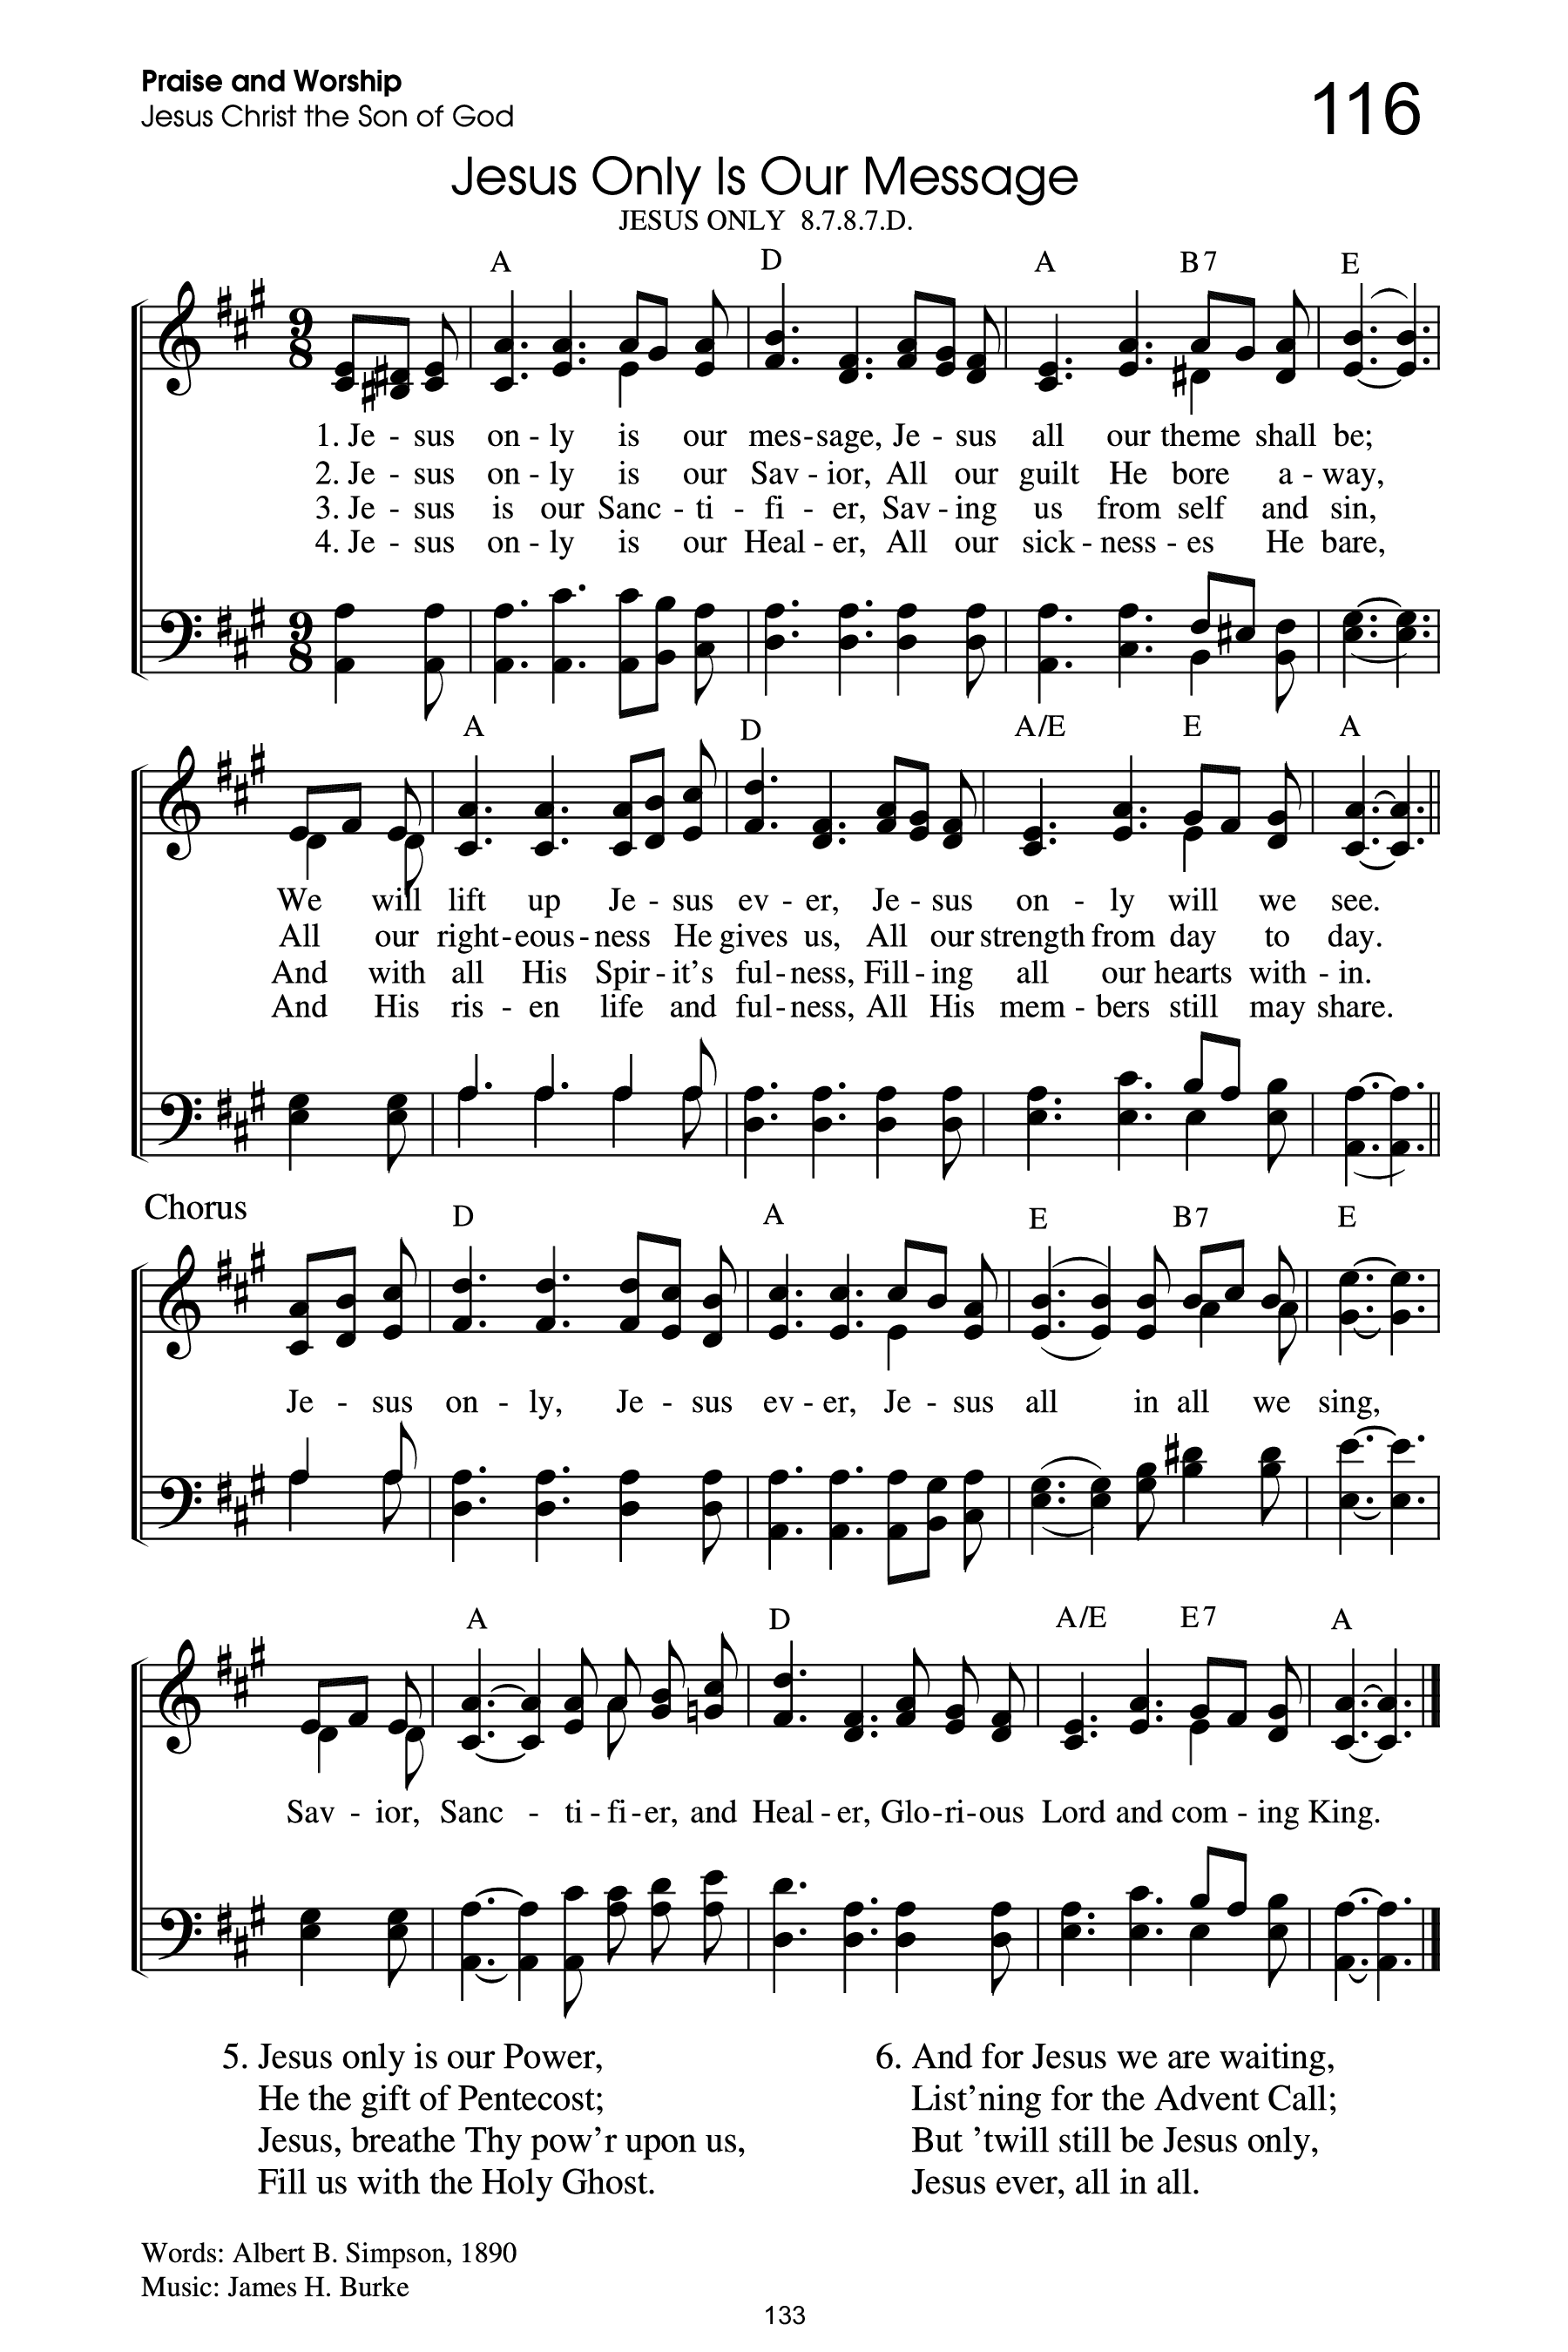 Praise and Worship
Jesus Christ the Son of God
116
Jesus Only Is Our Message
JESUS ONLY 8.7.8.7.D.
A D A B7 E
1. Je - sus on - ly is our mes - sage, Je - sus all our theme shall be;
2. Je - sus on - ly is our Sav - ior, All our guilt He bore a - way,
3. Je - sus is our Sanc - ti - fi - er, Sav - ing us from self and sin,
4. Je - sus on - ly is our Heal - er, All our sick - ness - es He bare,
A D A/E E A
We will lift up Je - sus ev - er, Je - sus on - ly will we see.
All our right - eous - ness He gives us, All our strength from day to day.
And with all His Spir - it's ful - ness, Fill - ing all our hearts with - in.
And His ris - en life and ful - ness, All His mem - bers still may share.
Chorus
D A E B7 E
Je - sus on - ly, Je - sus ev - er, Je - sus all in all we sing,
A D A/E E7 A
Sav - ior, Sanc - ti - fi - er, and Heal - er, Glo - ri - ous Lord and com - ing King.
5. Jesus only is our Power,
He the gift of Pentecost;
Jesus, breathe Thy pow'r upon us,
Fill us with the Holy Ghost.
6. And for Jesus we are waiting,
List'ning for the Advent Call;
But 'twill still be Jesus only,
Jesus ever, all in all.
Words: Albert B. Simpson, 1890
Music: James H. Burke
133